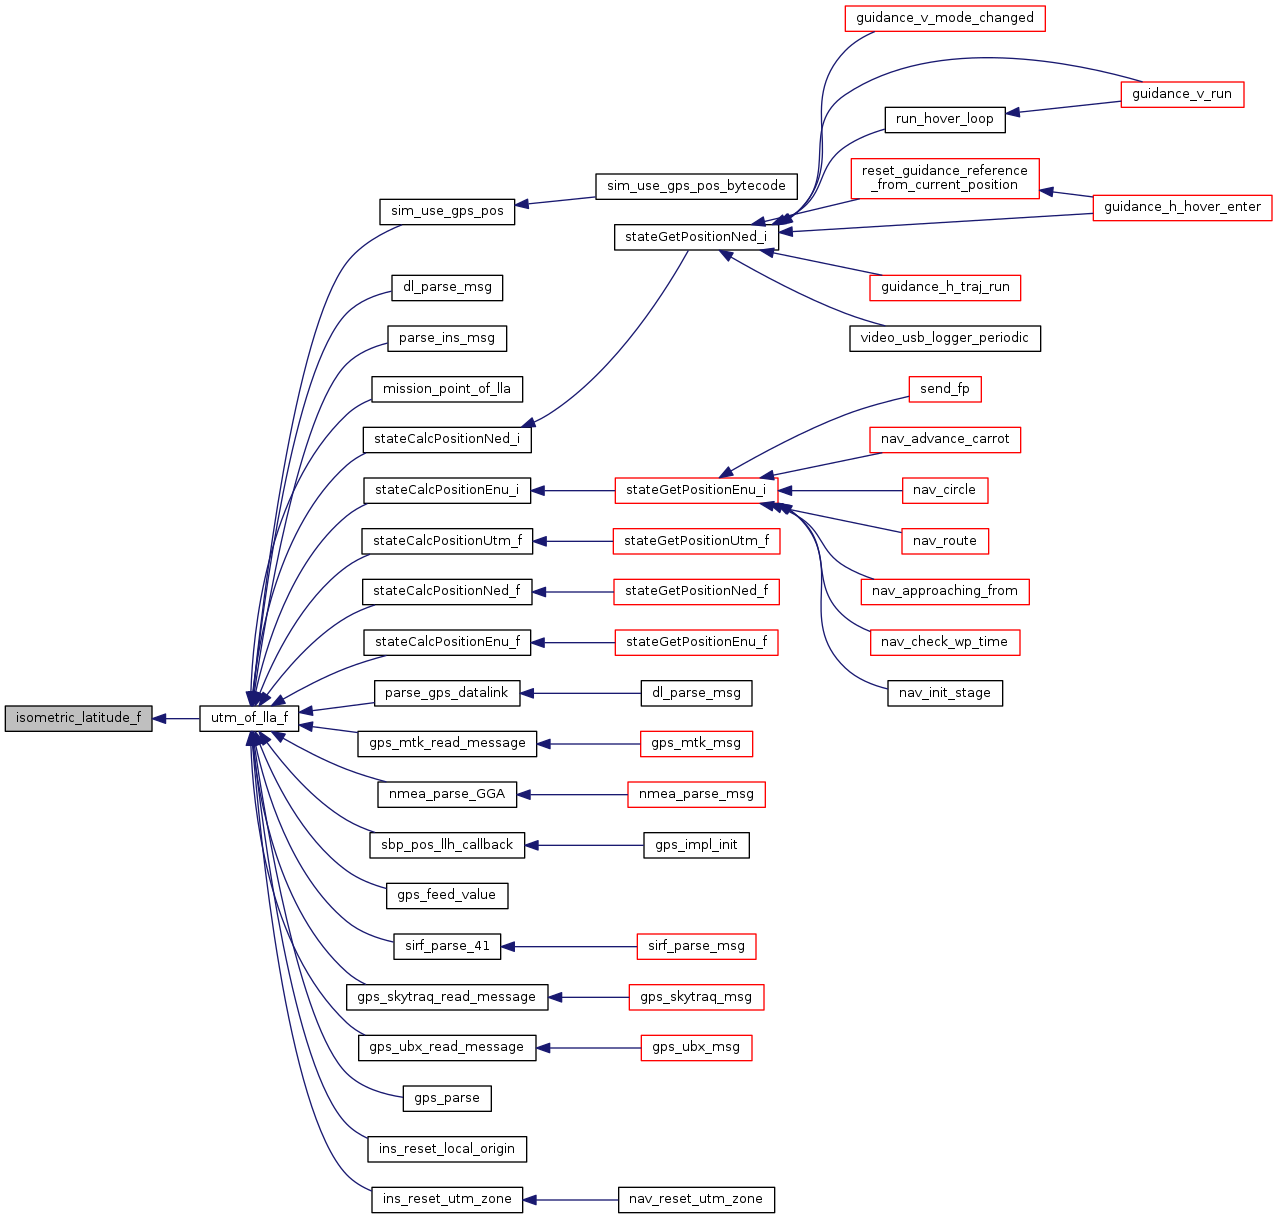 guidance_v_mode_changed
guidance_v_run
run_hover_loop
reset_guidance_reference
_from_current_position
sim_use_gps_pos_bytecode
sim_use_gps_pos
guidance_h_hover_enter
stateGetPositionNed_i
dl_parse_msg
guidance_h_traj_run
parse_ins_msg
video_usb_logger_periodic
mission_point_of_lla
send_fp
stateCalcPositionNed_i
nav_advance_carrot
stateCalcPositionEnu_i
stateGetPositionEnu_i
nav_circle
stateCalcPositionUtm_f
stateGetPositionUtm_f
nav_route
stateCalcPositionNed_f
stateGetPositionNed_f
nav_approaching_from
stateCalcPositionEnu_f
stateGetPositionEnu_f
nav_check_wp_time
parse_gps_datalink
dl_parse_msg
nav_init_stage
isometric_latitude_f
utm_of_lla_f
gps_mtk_read_message
gps_mtk_msg
nmea_parse_GGA
nmea_parse_msg
sbp_pos_llh_callback
gps_impl_init
gps_feed_value
sirf_parse_41
sirf_parse_msg
gps_skytraq_read_message
gps_skytraq_msg
gps_ubx_read_message
gps_ubx_msg
gps_parse
ins_reset_local_origin
ins_reset_utm_zone
nav_reset_utm_zone